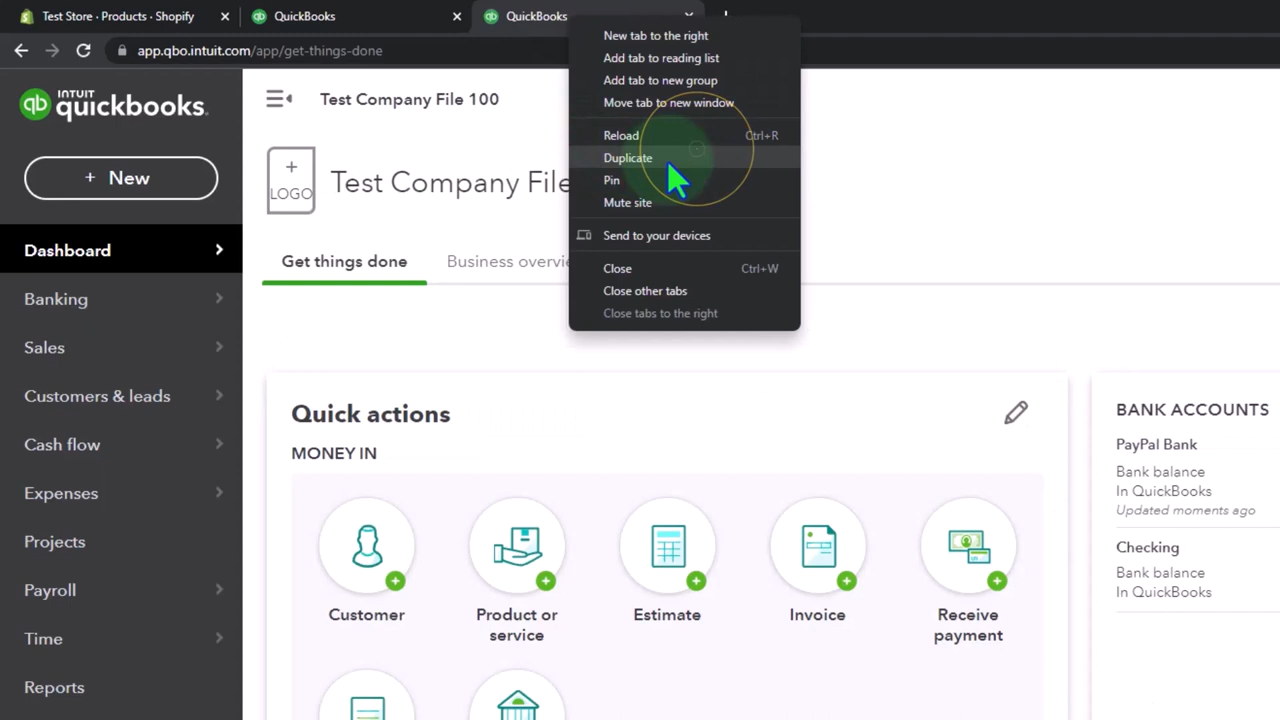 Test Store · Products · Shopify
QuickBooks
QuickBooks
app.qbo.intuit.com/app/get-things-done
New tab to the right
Add tab to reading list
Add tab to new group
Move tab to new window
Reload Ctrl+R
Duplicate
Pin
Mute site
Send to your devices
Close Ctrl+W
Close other tabs
Close tabs to the right
INTUIT
quickbooks.
+ New
Dashboard
Banking
Sales
Customers & leads
Cash flow
Expenses
Projects
Payroll
Time
Reports
Test Company File 100
+
LOGO
Test Company File
Get things done
Business
Quick actions
MONEY IN
Customer
Product or
service
Estimate
Invoice
Receive
payment
BANK ACCOUNTS
PayPal Bank
Bank balance
In QuickBooks
Updated moments ago
Checking
Bank balance
In QuickBooks